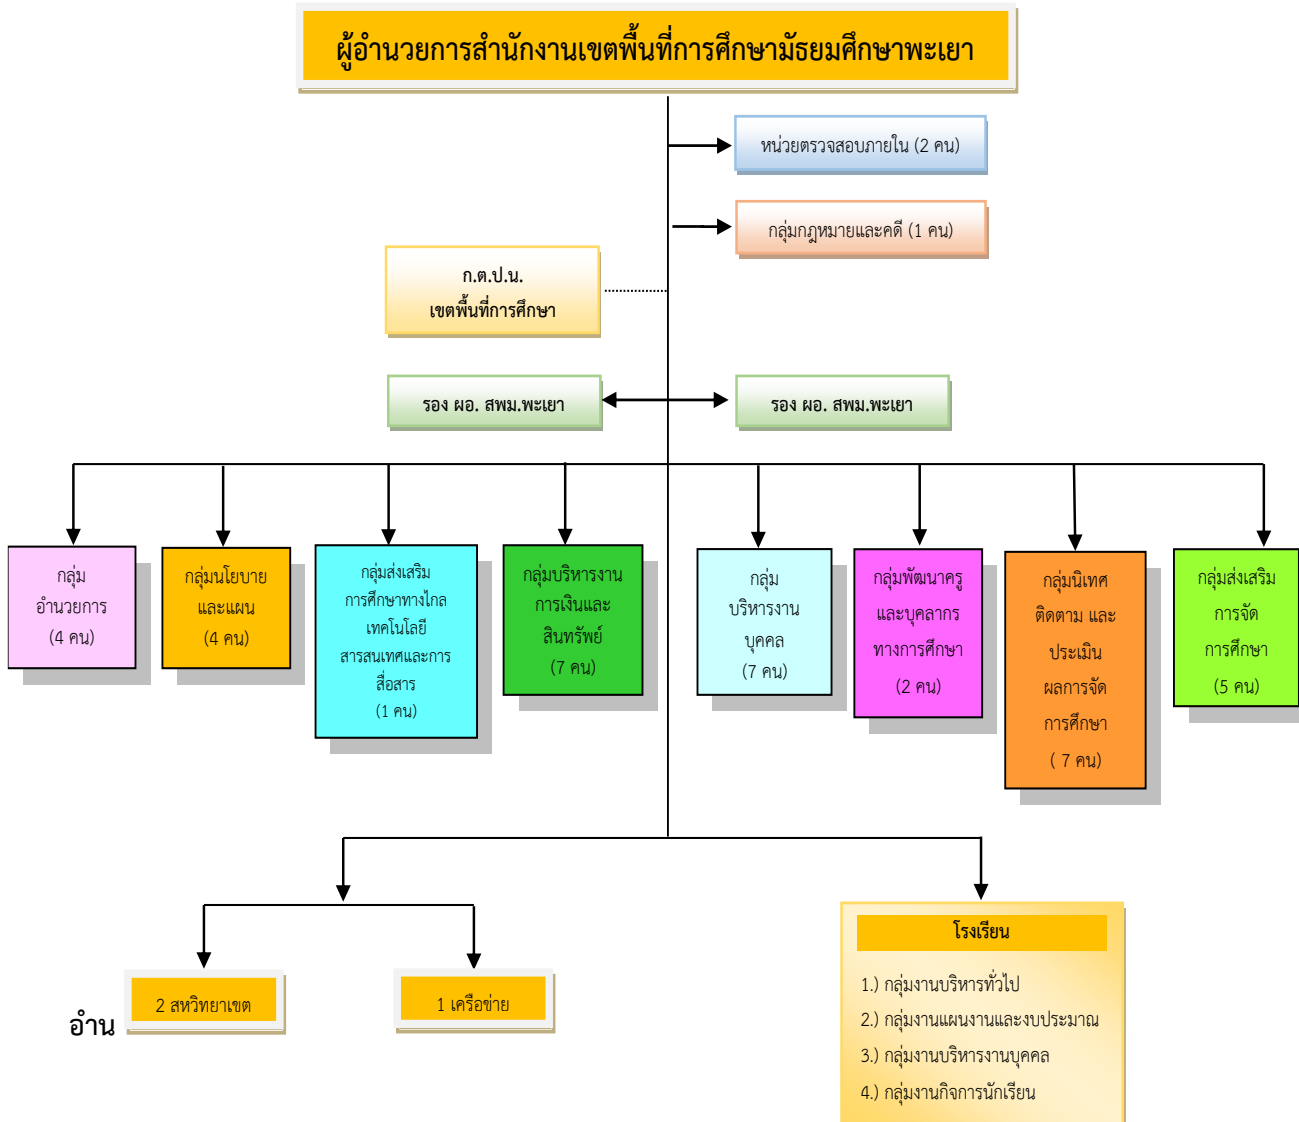 ผู้อำนวยการสำนักงานเขตพื้นที่การศึกษามัธยมศึกษาพะเยา
หน่วยตรวจสอบภายใน (2 คน)
กลุ่มกฎหมายและคดี (1 คน)
ก.ต.ป.น.
เขตพื้นที่การศึกษา
รอง ผอ. สพม.พะเยา
รอง ผอ. สพม.พะเยา
กลุ่ม
อำนวยการ
(4 คน)
กลุ่มนโยบาย
และแผน
(4 คน)
กลุ่มส่งเสริม
การศึกษาทางไกล
เทคโนโลยี
สารสนเทศและการ
สื่อสาร
(1 คน)
กลุ่มบริหารงาน
การเงินและ
สินทรัพย์
(7 คน)
กลุ่ม
บริหารงาน
บุคคล
(7 คน)
กลุ่มพัฒนาครู
และบุคลากร
ทางการศึกษา
(2 คน)
กลุ่มนิเทศ
ติดตาม และ
ประเมิน
ผลการจัด
การศึกษา
( 7 คน)
กลุ่มส่งเสริม
การจัด
การศึกษา
(5 คน)
อำน
2 สหวิทยาเขต
1 เครือข่าย
โรงเรียน
1.) กลุ่มงานบริหารทั่วไป
2.) กลุ่มงานแผนงานและงบประมาณ
3.) กลุ่มงานบริหารงานบุคคล
4.) กลุ่มงานกิจการนักเรียน